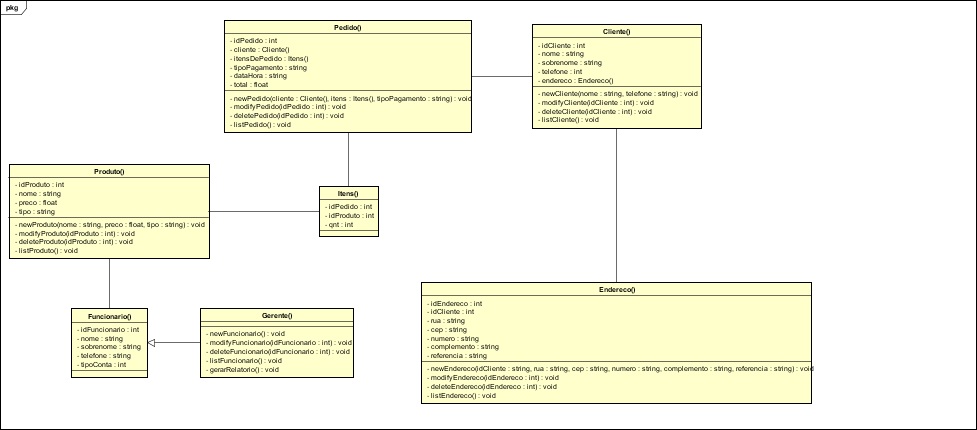 pkg
Pedido()
- idPedido : int
- cliente : Cliente()
- itensDePedido : Itens()
- tipoPagamento : string
- dataHora : string
- total : float
- newPedido(cliente : Cliente(), itens : Itens(), tipoPagamento : string) : void
- modifyPedido(idPedido : int) : void
- deletePedido(idPedido : int) : void
- listPedido() : void
Cliente()
- idCliente : int
- nome : string
- sobrenome : string
- telefone : int
- endereco : Endereco()
- newCliente(nome : string, telefone : string) : void
- modifyCliente(idCliente : int) : void
- deleteCliente(idCliente : int) : void
- listCliente() : void
Produto()
- idProduto : int
- nome : string
- preco : float
- tipo : string
- newProduto(nome : string, preco : float, tipo : string) : void
- modifyProduto(idProduto : int) : void
- deleteProduto(idProduto : int) : void
- listProduto() : void
Itens()
- idPedido : int
- idProduto : int
- qnt : int
Funcionario()
- idFuncionario : int
- nome : string
- sobrenome : string
- telefone : string
- tipoConta : int
Gerente()
- newFuncionario() : void
- modifyFuncionario(idFuncionario : int) : void
- deleteFuncionario(idFuncionario : int) : void
- listFuncionario() : void
- gerarRelatorio() : void
Endereco()
- idEndereco : int
- idCliente : int
- rua : string
- cep : string
- numero : string
- complemento : string
- referencia : string
- newEndereco(idCliente : string, rua : string, cep : string, numero : string, complemento : string, referencia : string) : void
- modifyEndereco(idEndereco : int) : void
- deleteEndereco(idEndereco : int) : void
- listEndereco() : void